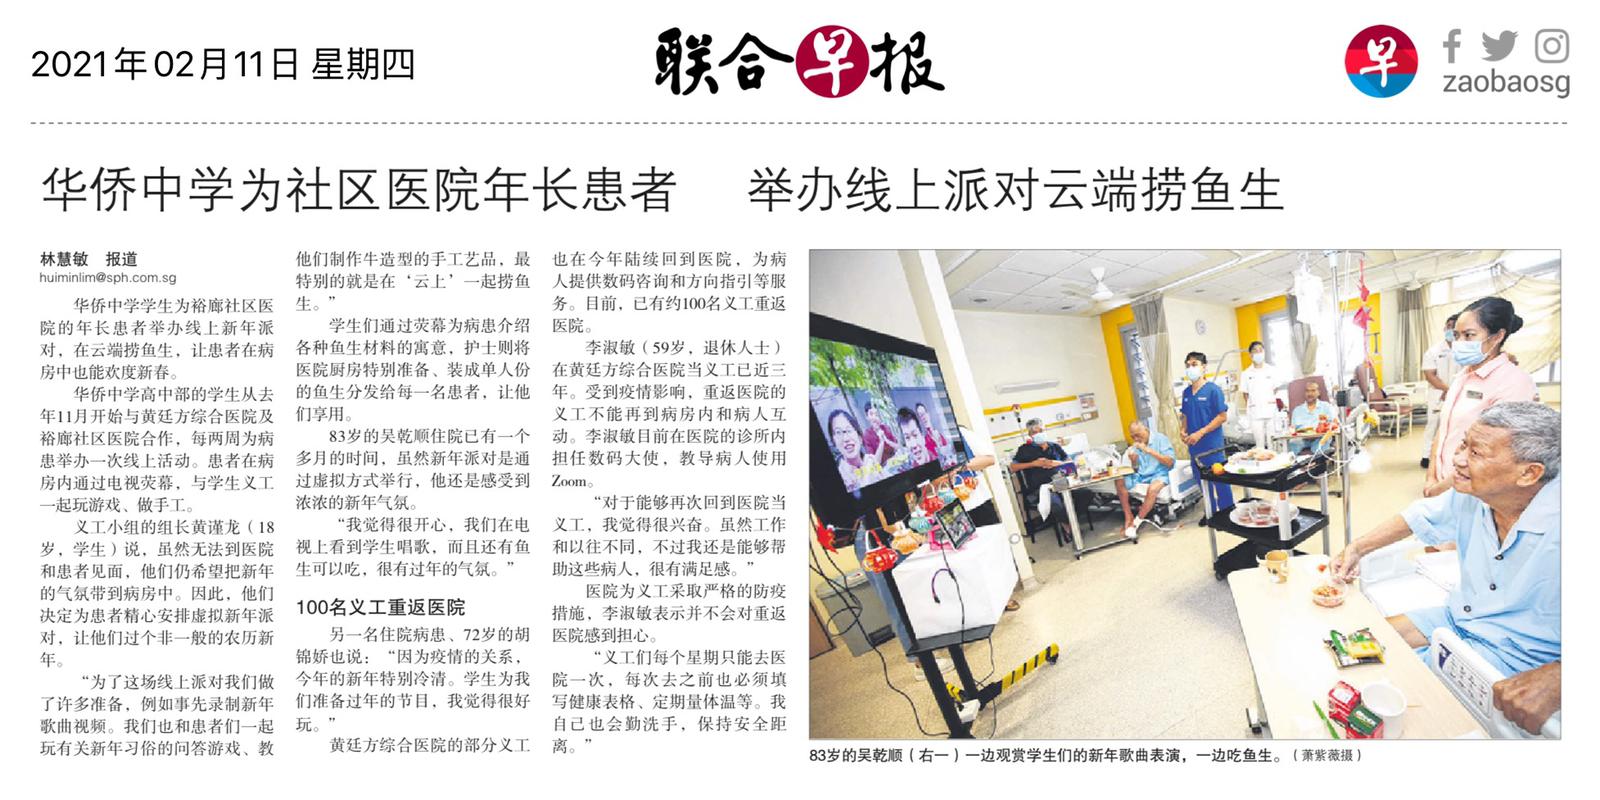 2021年02月11日 星期四
联合早报
早
zaobaosg
华侨中学为社区医院年长患者 举办线上派对云端捞鱼生
林慧敏 报道
huiminlim@sph.com.sg
华侨中学学生为裕廊社区医
院的年长患者举办线上新年派
对，在云端捞鱼生，让患者在病
房中也能欢度新春。
华侨中学高中部的学生从去
年11月开始与黄廷方综合医院及
裕廊社区医院合作，每两周为病
患举办一次线上活动。患者在病
房内通过电视荧幕，与学生义工
一起玩游戏、做手工。
义工小组的组长黄谨龙（18
岁，学生）说，虽然无法到医院
和患者见面，他们仍希望把新年
的气氛带到病房中。因此，他们
决定为患者精心安排虚拟新年派
对，让他们过个非一般的农历新
年。
“为了这场线上派对我们做
了许多准备，例如事先录制新年
歌曲视频。我们也和患者们一起
玩有关新年习俗的问答游戏、教
他们制作牛造型的手工艺品，最
特别的就是在‘云上’一起捞鱼
生。”
学生们通过荧幕为病患介绍
各种鱼生材料的寓意，护士则将
医院厨房特别准备、装成单人份
的鱼生分发给每一名患者，让他
们享用。
83岁的吴乾顺住院已有一个
多月的时间，虽然新年派对是通
过虚拟方式举行，他还是感受到
浓浓的新年气氛。
“我觉得很开心，我们在电
视上看到学生唱歌，而且还有鱼
生可以吃，很有过年的气氛。”
100名义工重返医院
另一名住院病患、72岁的胡
锦娇也说：“因为疫情的关系，
今年的新年特别冷清。学生为我
们准备过年的节目，我觉得很好
玩。”
黄廷方综合医院的部分义工
也在今年陆续回到医院，为病
人提供数码咨询和方向指引等服
务。目前，已有约100名义工重返
医院。
李淑敏（59岁，退休人士）
在黄廷方综合医院当义工已近三
年。受到疫情影响，重返医院的
义工不能再到病房内和病人互
动。李淑敏目前在医院的诊所内
担任数码大使，教导病人使用
Zoom。
“对于能够再次回到医院当
义工，我觉得很兴奋。虽然工作
和以往不同，不过我还是能够帮
助这些病人，很有满足感。”
医院为义工采取严格的防疫
措施，李淑敏表示并不会对重返
医院感到担心。
“义工们每个星期只能去医
院一次，每次去之前也必须填
写健康表格、定期量体温等。我
自己也会勤洗手，保持安全距
离。”
83岁的吴乾顺（右一）一边观赏学生们的新年歌曲表演，一边吃鱼生。（萧紫薇摄）